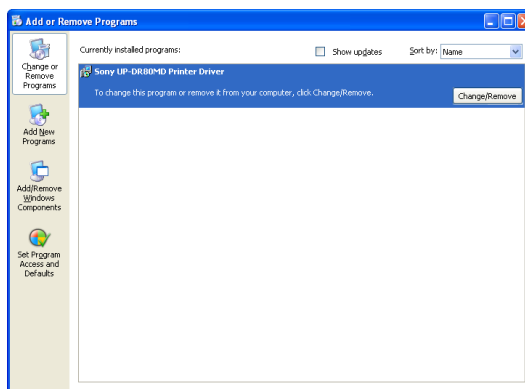 Add or Remove Programs
Change or
Remove
Programs
Currently installed programs:
Show updates
Sort by:
Name
Sony UP-DR80MD Printer Driver
To change this program or remove it from your computer, click Change/Remove.
Change/Remove
Add New
Programs
Add/Remove
Windows
Components
Set Program
Access and
Defaults